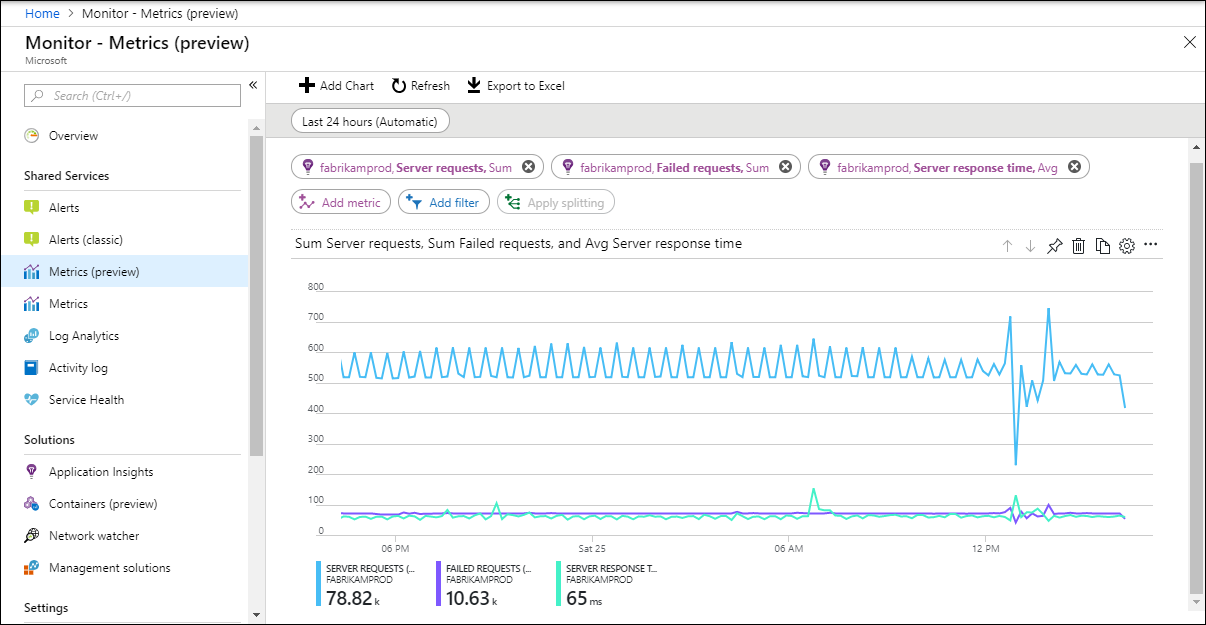 Home > Monitor - Metrics (preview)
Monitor - Metrics (preview)
Microsoft
Search (Ctrl+/)
Overview
Shared Services
Alerts
Alerts (classic)
Metrics (preview)
Metrics
Log Analytics
Activity log
Service Health
Solutions
Application Insights
Containers (preview)
Network watcher
Management solutions
Settings
Add Chart Refresh Export to Excel
Last 24 hours (Automatic)
fabrikamprod, Server requests, Sum fabrikamprod, Failed requests, Sum fabrikamprod, Server response time, Avg
Add metric Add filter Apply splitting
Sum Server requests, Sum Failed requests, and Avg Server response time
800
700
600
500
400
300
200
100
0
06 PM Sat 25 06 AM 12 PM
SERVER REQUESTS (... FAILED REQUESTS (... SERVER RESPONSE T...
FABRIKAMPROD FABRIKAMPROD FABRIKAMPROD
78.82 k 10.63 k 65 ms